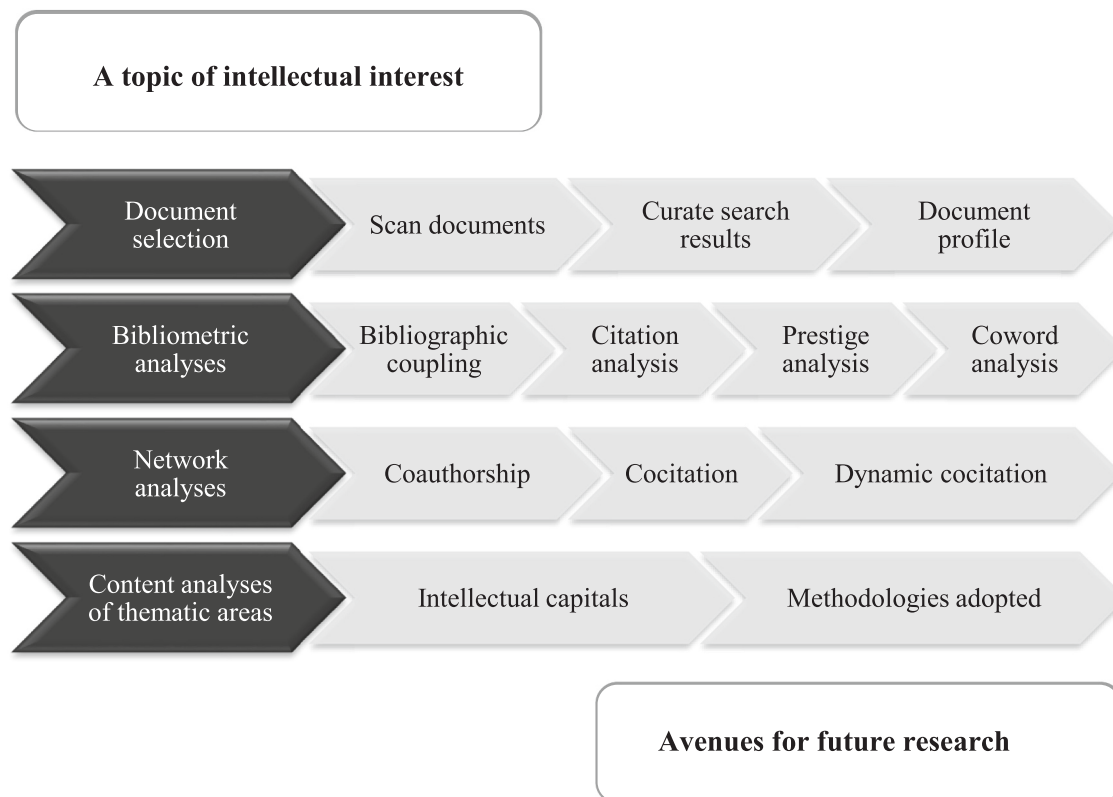 A topic of intellectual interest
Document
selection
Scan documents
Curate search
results
Document
profile
Bibliometric
analyses
Bibliographic
coupling
Citation
analysis
Prestige
analysis
Coword
analysis
Network
analyses
Coauthorship
Cocitation
Dynamic cocitation
Content analyses
of thematic areas
Intellectual capitals
Methodologies adopted
Avenues for future research